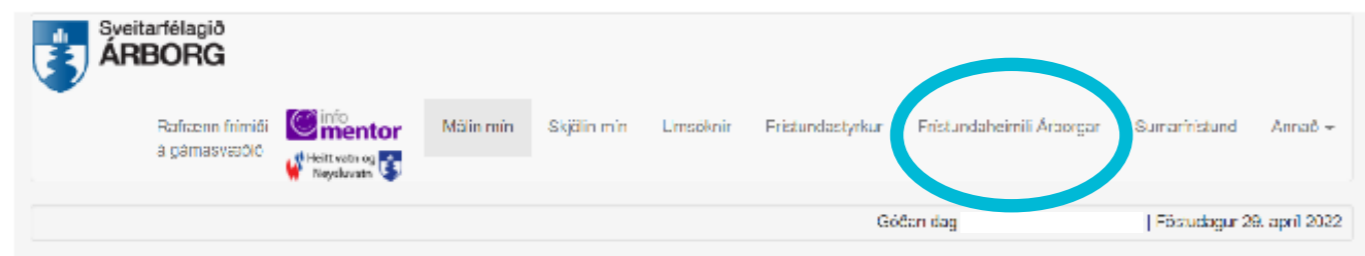 Sveitarfélagið
ÁRBORG
Rafrænn frímiði
á gámasvæðið
info
mentor
Heitt vatn og
Neysluvatn
Málin mín
Skjölin mín
Umsóknir
Frístundastyrkur
Frístundaheimili Árborgar
Sumarfrístund
Annað
Góðan dag | Föstudagur 29. apríl 2022